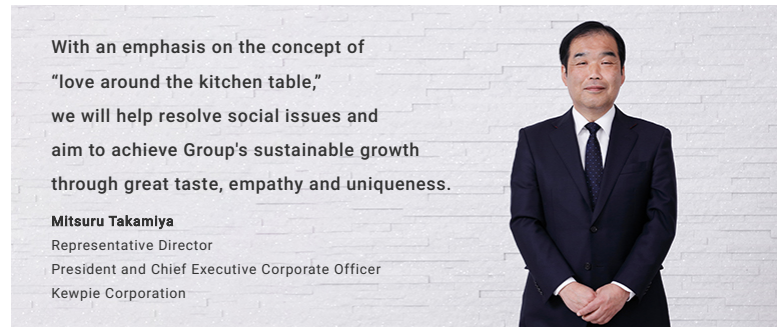 With an emphasis on the concept of
“love around the kitchen table,”
we will help resolve social issues and
aim to achieve Group's sustainable growth
through great taste, empathy and uniqueness.
Mitsuru Takamiya
Representative Director
President and Chief Executive Corporate Officer
Kewpie Corporation